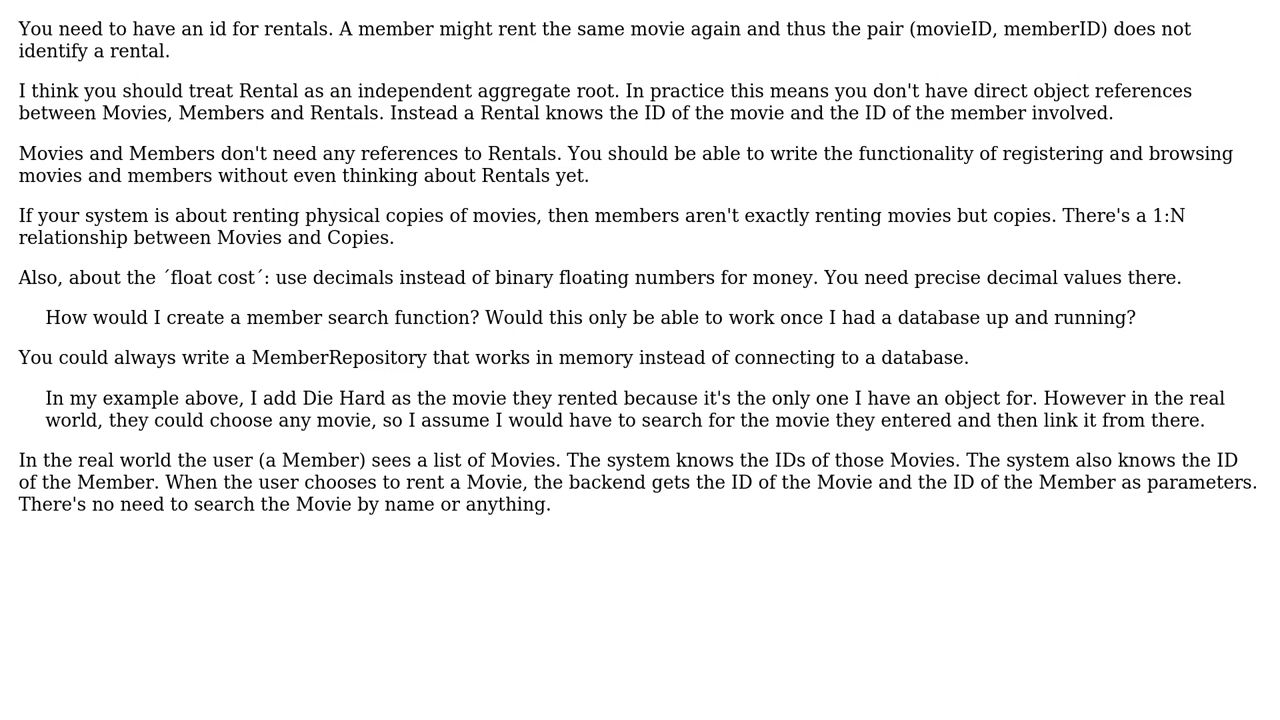 You need to have an id for rentals. A member might rent the same movie again and thus the pair (movieID, memberID) does not
identify a rental.
I think you should treat Rental as an independent aggregate root. In practice this means you don't have direct object references
between Movies, Members and Rentals. Instead a Rental knows the ID of the movie and the ID of the member involved.
Movies and Members don't need any references to Rentals. You should be able to write the functionality of registering and browsing
movies and members without even thinking about Rentals yet.
If your system is about renting physical copies of movies, then members aren't exactly renting movies but copies. There's a 1:N
relationship between Movies and Copies.
Also, about the ´float cost´: use decimals instead of binary floating numbers for money. You need precise decimal values there.
How would I create a member search function? Would this only be able to work once I had a database up and running?
You could always write a MemberRepository that works in memory instead of connecting to a database.
In my example above, I add Die Hard as the movie they rented because it's the only one I have an object for. However in the real
world, they could choose any movie, so I assume I would have to search for the movie they entered and then link it from there.
In the real world the user (a Member) sees a list of Movies. The system knows the IDs of those Movies. The system also knows the ID
of the Member. When the user chooses to rent a Movie, the backend gets the ID of the Movie and the ID of the Member as parameters.
There's no need to search the Movie by name or anything.